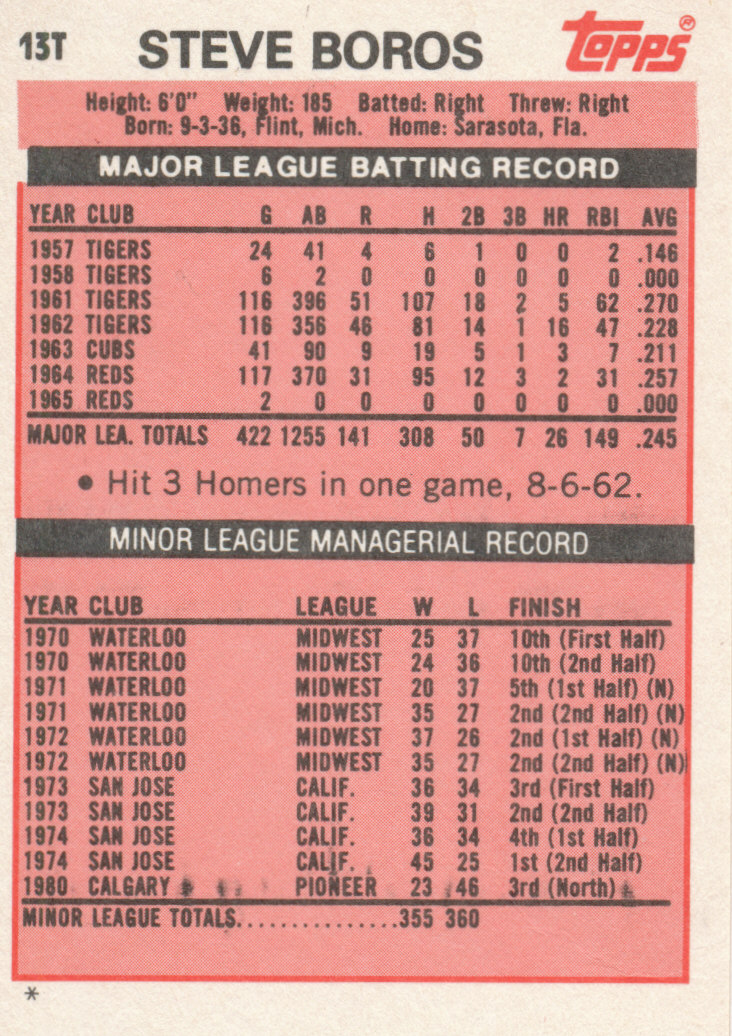 13T STEVE BOROS TOPPS®
Height: 6'0" Weight: 185 Batted: Right Threw: Right
Born: 9-3-36, Flint, Mich. Home: Sarasota, Fla.
MAJOR LEAGUE BATTING RECORD
YEAR CLUB G AB R H 2B 3B HR RBI AVG
1957 TIGERS 24 41 4 6 1 0 0 2 .146
1958 TIGERS 6 2 0 0 0 0 0 0 .000
1961 TIGERS 116 396 51 107 18 2 5 62 .270
1962 TIGERS 116 356 46 81 14 1 16 47 .228
1963 CUBS 41 90 9 19 5 1 3 7 .211
1964 REDS 117 370 31 95 12 3 2 31 .257
1965 REDS 2 0 0 0 0 0 0 0 .000
MAJOR LEA. TOTALS 422 1255 141 308 50 7 26 149 .245
• Hit 3 Homers in one game, 8-6-62.
MINOR LEAGUE MANAGERIAL RECORD
YEAR CLUB LEAGUE W L FINISH
1970 WATERLOO MIDWEST 25 37 10th (First Half)
1970 WATERLOO MIDWEST 24 36 10th (2nd Half)
1971 WATERLOO MIDWEST 20 37 5th (1st Half) (N)
1971 WATERLOO MIDWEST 35 27 2nd (2nd Half) (N)
1972 WATERLOO MIDWEST 37 26 2nd (1st Half) (N)
1972 WATERLOO MIDWEST 35 27 2nd (2nd Half) (N)
1973 SAN JOSE CALIF. 36 34 3rd (First Half)
1973 SAN JOSE CALIF. 39 31 2nd (2nd Half)
1974 SAN JOSE CALIF. 36 34 4th (1st Half)
1974 SAN JOSE CALIF. 45 25 1st (2nd Half)
1980 CALGARY PIONEER 23 46 3rd (North)
MINOR LEAGUE TOTALS...............355 360
*